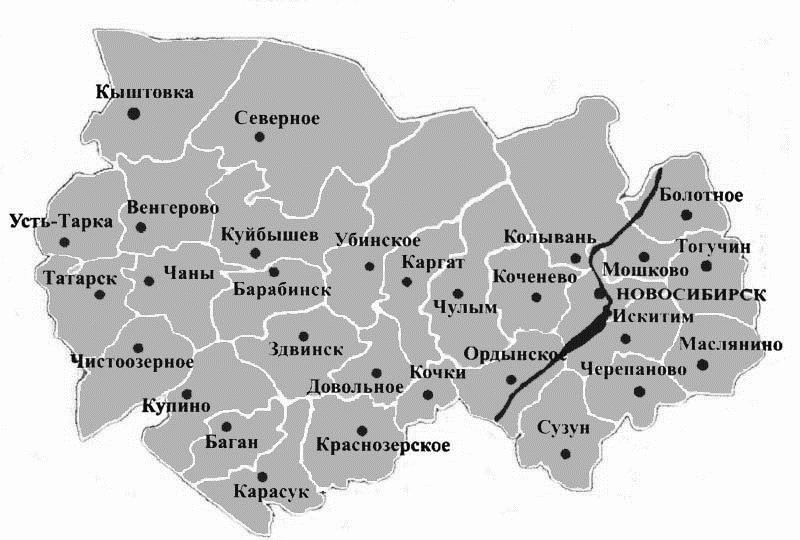 Кыштовка
Северное
Болотное
Усть-Тарка
Венгерово
Куйбышев
Убинское
Колывань
Тогучин
Татарск
Чаны
Барабинск
Каргат
Коченево
Мошково
Чулым
НОВОСИБИРСК
Искитим
Чистоозерное
Здвинск
Ордынское
Маслянино
Довольное
Кочки
Черепаново
Купино
Баган
Краснозерское
Сузун
Карасук